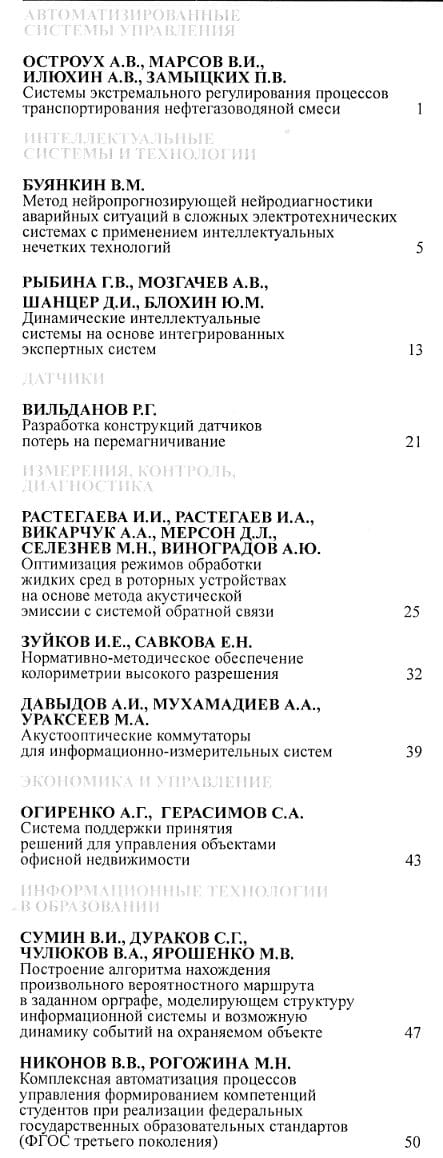 АВТОМАТИЗИРОВАННЫЕ
СИСТЕМЫ УПРАВЛЕНИЯ
ОСТРОУХ А.В., МАРСОВ В.И.,
ИЛЮХИН А.В., ЗАМЫЦКИХ П.В.
Системы экстремального регулирования процессов
транспортирования нефтегазоводяной смеси 1
ИНТЕЛЛЕКТУАЛЬНЫЕ
СИСТЕМЫ И ТЕХНОЛОГИИ
БУЯНКИН В.М.
Метод нейропрогнозирующей нейродиагностики
аварийных ситуаций в сложных электротехнических
системах с применением интеллектуальных
нечетких технологий 5
РЫБИНА Г.В., МОЗГАЧЕВ А.В.,
ШАНЦЕР Д.И., БЛОХИН Ю.М.
Динамические интеллектуальные
системы на основе интегрированных
экспертных систем 13
ДАТЧИКИ
ВИЛЬДАНОВ Р.Г.
Разработка конструкций датчиков
потерь на перемагничивание 21
ИЗМЕРЕНИЯ, КОНТРОЛЬ,
ДИАГНОСТИКА
РАСТЕГАЕВА И.И., РАСТЕГАЕВ И.А.,
ВИКАРЧУК А.А., МЕРСОН Д.Л.,
СЕЛЕЗНЕВ М.Н., ВИНОГРАДОВ А.Ю.
Оптимизация режимов обработки
жидких сред в роторных устройствах
на основе метода акустической
эмиссии с системой обратной связи 25
ЗУЙКОВ И.Е., САВКОВА Е.Н.
Нормативно-методическое обеспечение
колориметрии высокого разрешения 32
ДАВЫДОВ А.И., МУХАМАДИЕВ А.А.,
УРАКСЕЕВ М.А.
Акустооптические коммутаторы
для информационно-измерительных систем 39
ЭКОНОМИКА И УПРАВЛЕНИЕ
ОГИРЕНКО А.Г., ГЕРАСИМОВ С.А.
Система поддержки принятия
решений для управления объектами
офисной недвижимости 43
ИНФОРМАЦИОННЫЕ ТЕХНОЛОГИИ
В ОБРАЗОВАНИИ
СУМИН В.И., ДУРАКОВ С.Г.,
ЧУЛЮКОВ В.А., ЯРОШЕНКО М.В.
Построение алгоритма нахождения
произвольного вероятностного маршрута
в заданном орграфе, моделирующем структуру
информационной системы и возможную
динамику событий на охраняемом объекте 47
НИКОНОВ В.В., РОГОЖИНА М.Н.
Комплексная автоматизация процессов
управления формированием компетенций
студентов при реализации федеральных
государственных образовательных стандартов
(ФГОС третьего поколения) 50